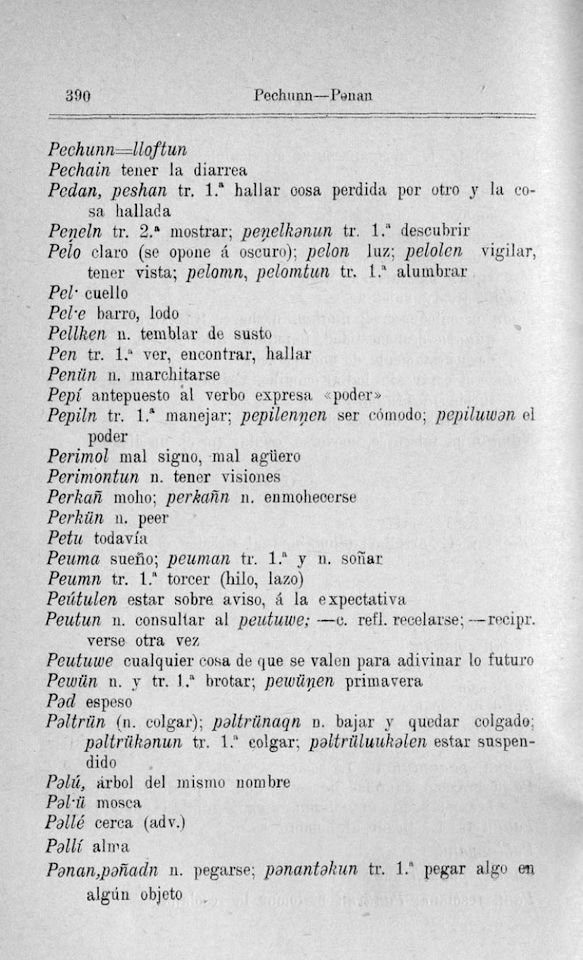 390
Pechunn—Pənan
Pechunn=lloftun
Pechain tener la diarrea
Pedan, peshan tr. 1.ª hallar cosa perdida por otro y la co-
sa hallada
Peŋeln tr. 2.ª mostrar; peŋelkənun tr. 1.ª descubrir
Pelo claro (se opone á oscuro); pelon luz; pelolen vigilar,
tener vista; pelomn, pelomtun tr. 1.ª alumbrar
Pel· cuello
Pel·e barro, lodo
Pellken n. temblar de susto
Pen tr. 1.ª ver, encontrar, hallar
Penün n. marchitarse
Pepí antepuesto al verbo expresa «poder»
Pepiln tr. 1.ª manejar; pepilenŋen ser cómodo; pepiluwən el
poder
Perimol mal signo, mal agüero
Perimontun n. tener visiones
Perkañ moho; perkañn n. enmohecerse
Perkün n. peer
Petu todavía
Peuma sueño; peuman tr. 1.ª y n. soñar
Peumn tr. 1.ª torcer (hilo, lazo)
Peútulen estar sobre aviso, á la expectativa
Peutun n. consultar al peutuwe; —c. refl. recelarse; —recipr.
verse otra vez
Peutuwe cualquier cosa de que se valen para adivinar lo futuro
Pewün n. y tr. 1.ª brotar; pewüŋen primavera
Pəd espeso
Pəltrün (n. colgar); pəltrünaqn n. bajar y quedar colgado;
pəltrükənun tr. 1.ª colgar; pəltrüluukəlen estar suspen-
dido
Pəlú, árbol del mismo nombre
Pəl·ü mosca
Pəllé cerca (adv.)
Pəllí alma
Pənan,pəñadn n. pegarse; pənantəkun tr. 1.ª pegar algo en
algún objeto